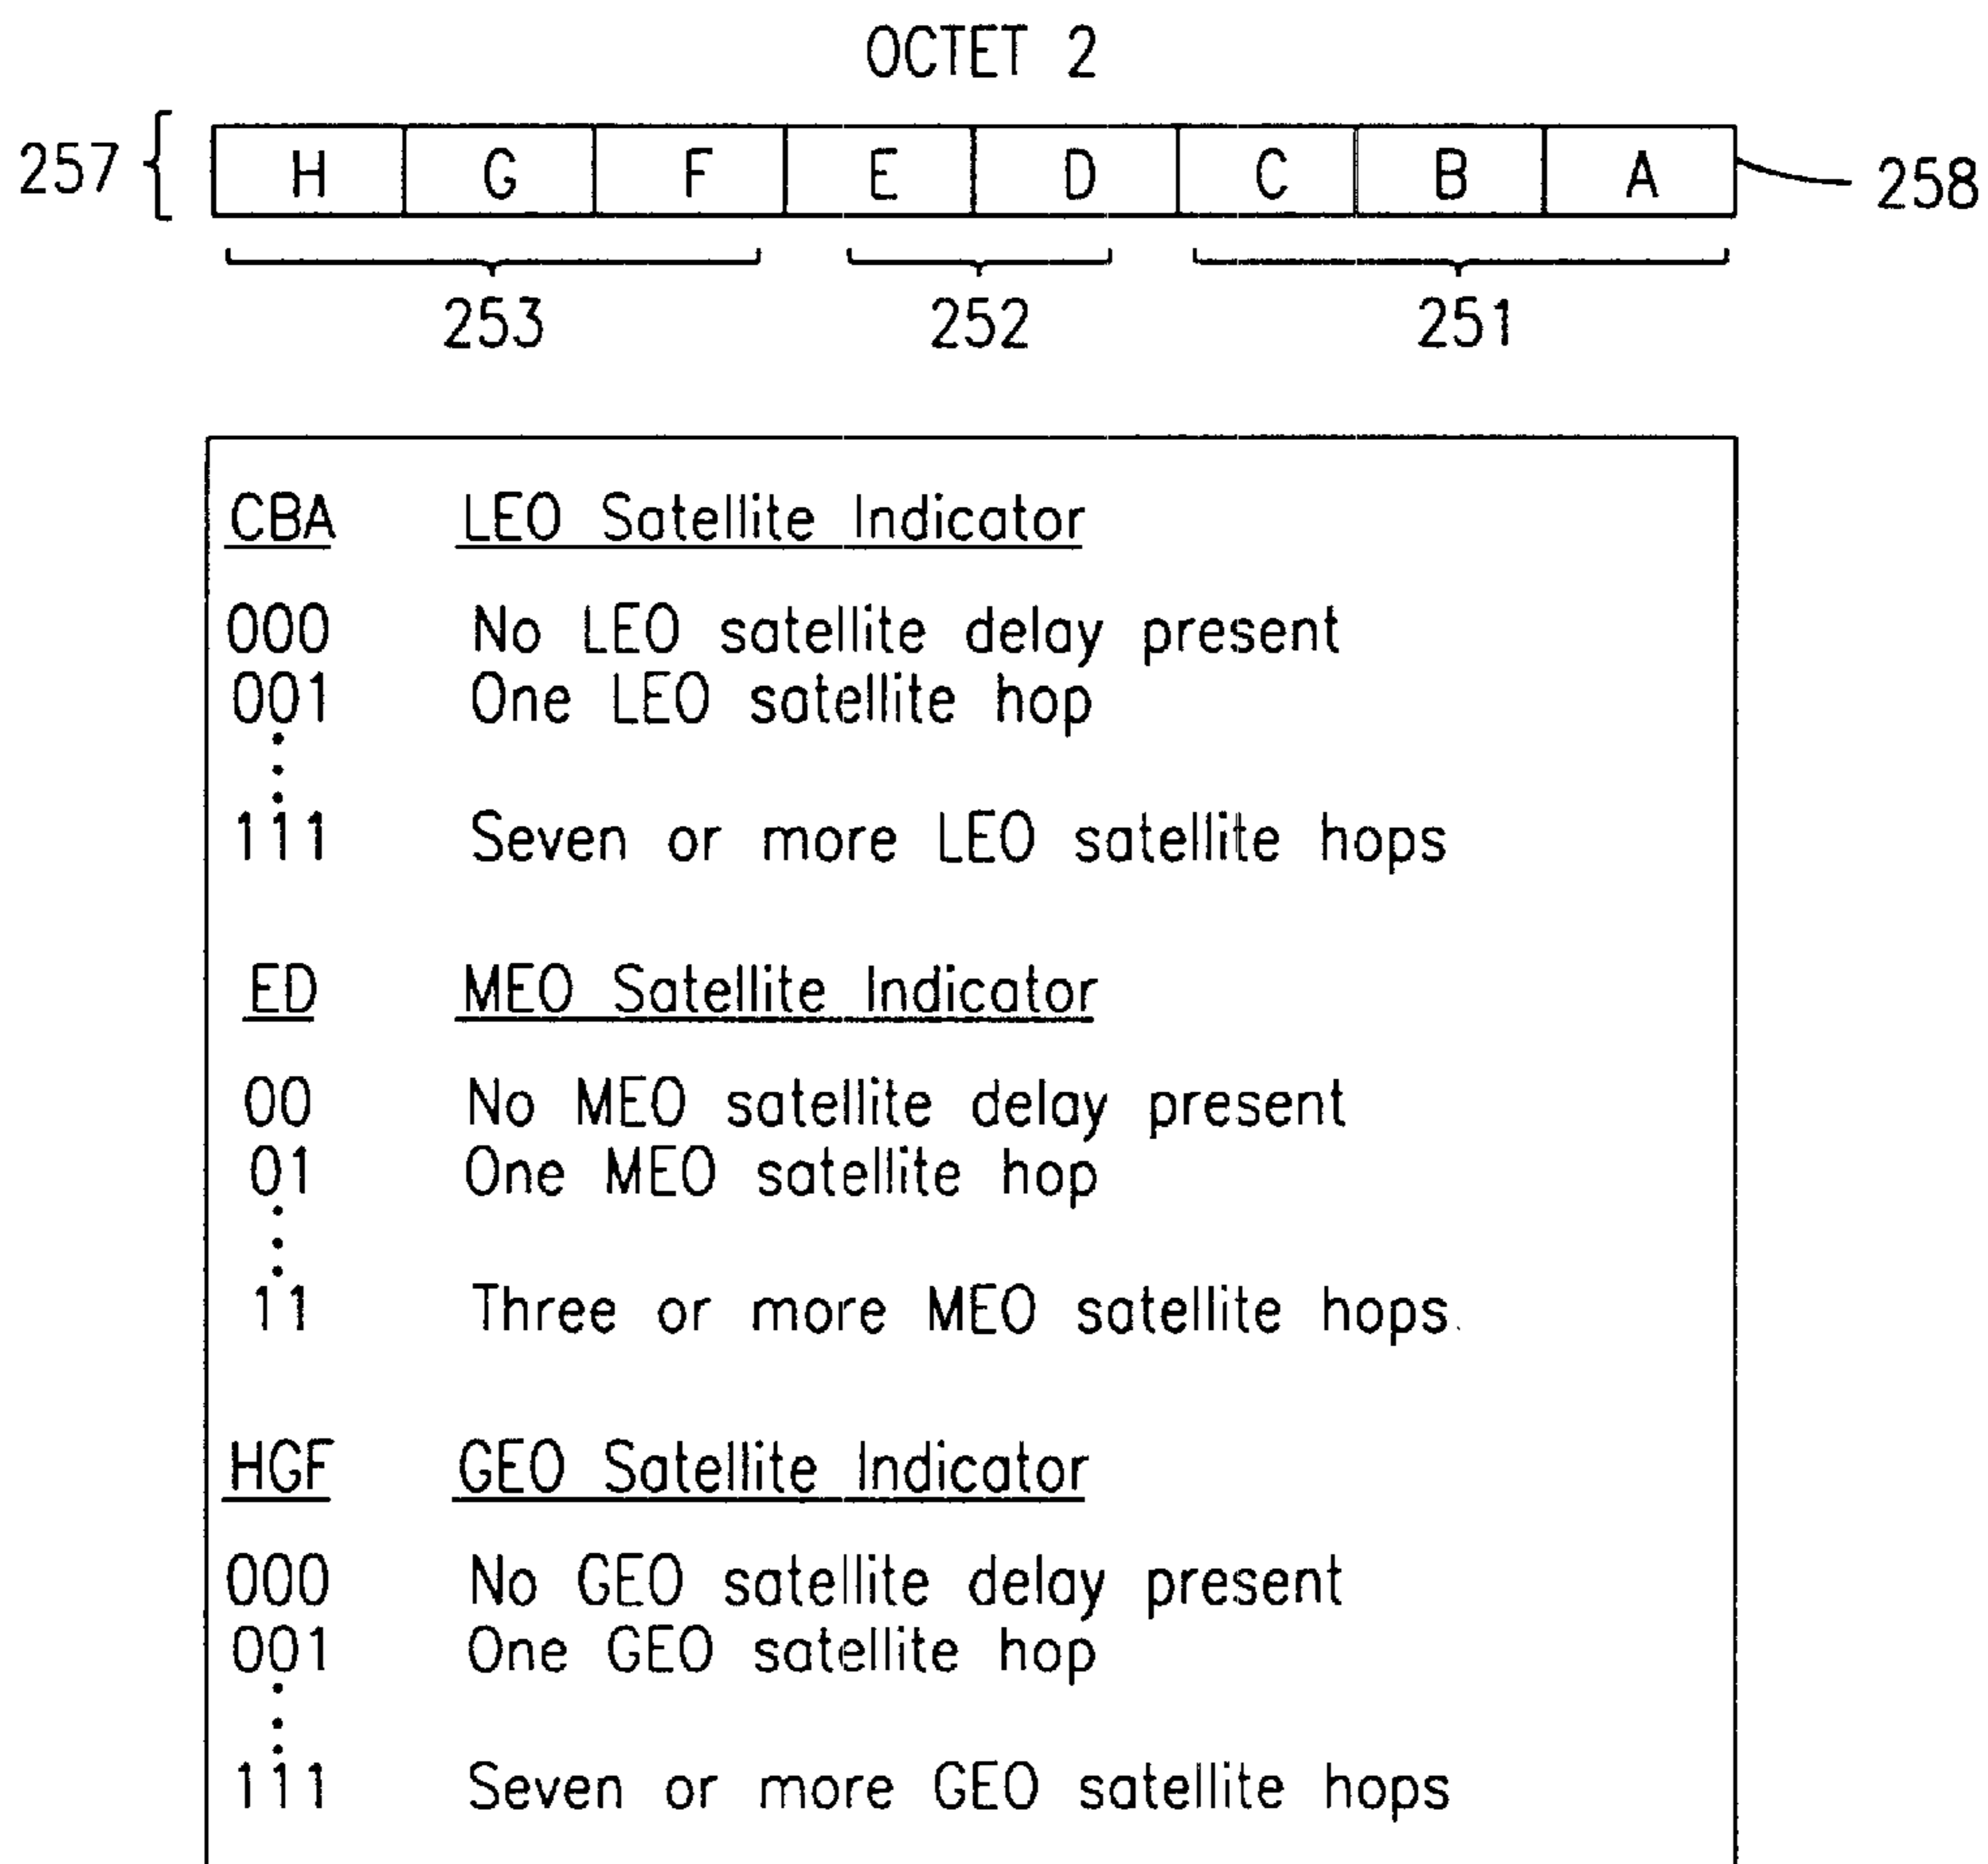 OCTET 2
257 { H G F E D C B A 258
253 252 251
CBA LEO Satellite Indicator
000 No LEO satellite delay present
001 One LEO satellite hop
111 Seven or more LEO satellite hops
ED MEO Satellite Indicator
00 No MEO satellite delay present
01 One MEO satellite hop
11 Three or more MEO satellite hops
HGF GEO Satellite Indicator
000 No GEO satellite delay present
001 One GEO satellite hop
111 Seven or more GEO satellite hops